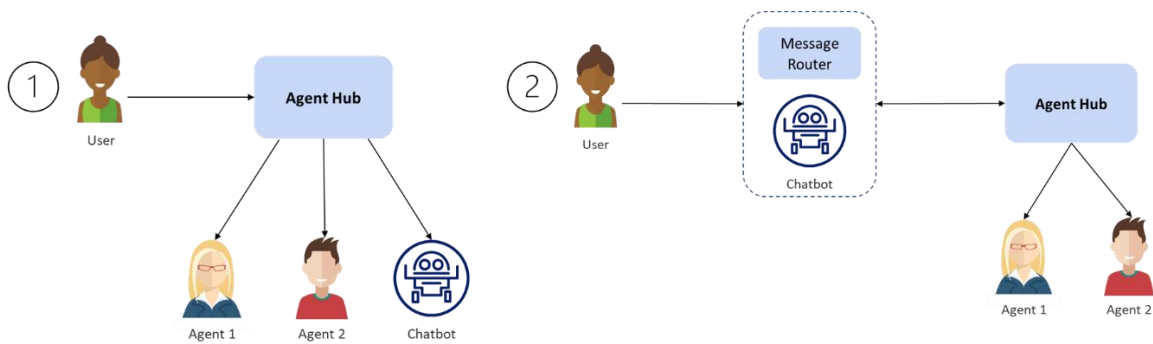 1
User
Agent Hub
Agent 1
Agent 2
Chatbot
2
User
Message
Router
Chatbot
Agent Hub
Agent 1
Agent 2